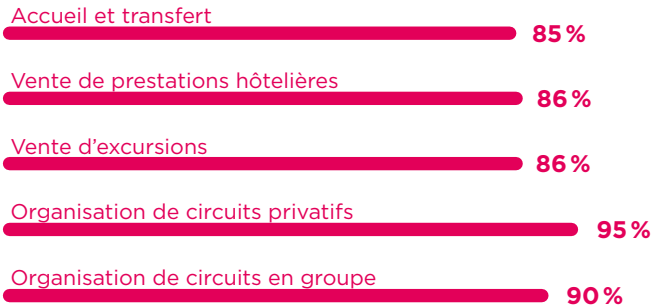 Accueil et transfert
85 %
Vente de prestations hôtelières
86 %
Vente d'excursions
86 %
Organisation de circuits privatifs
95 %
Organisation de circuits en groupe
90 %